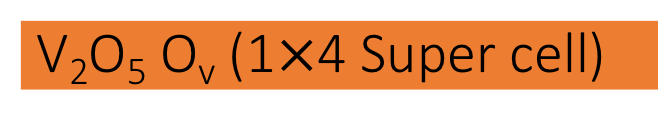 V₂O₅ Oᵥ (1×4 Super cell)